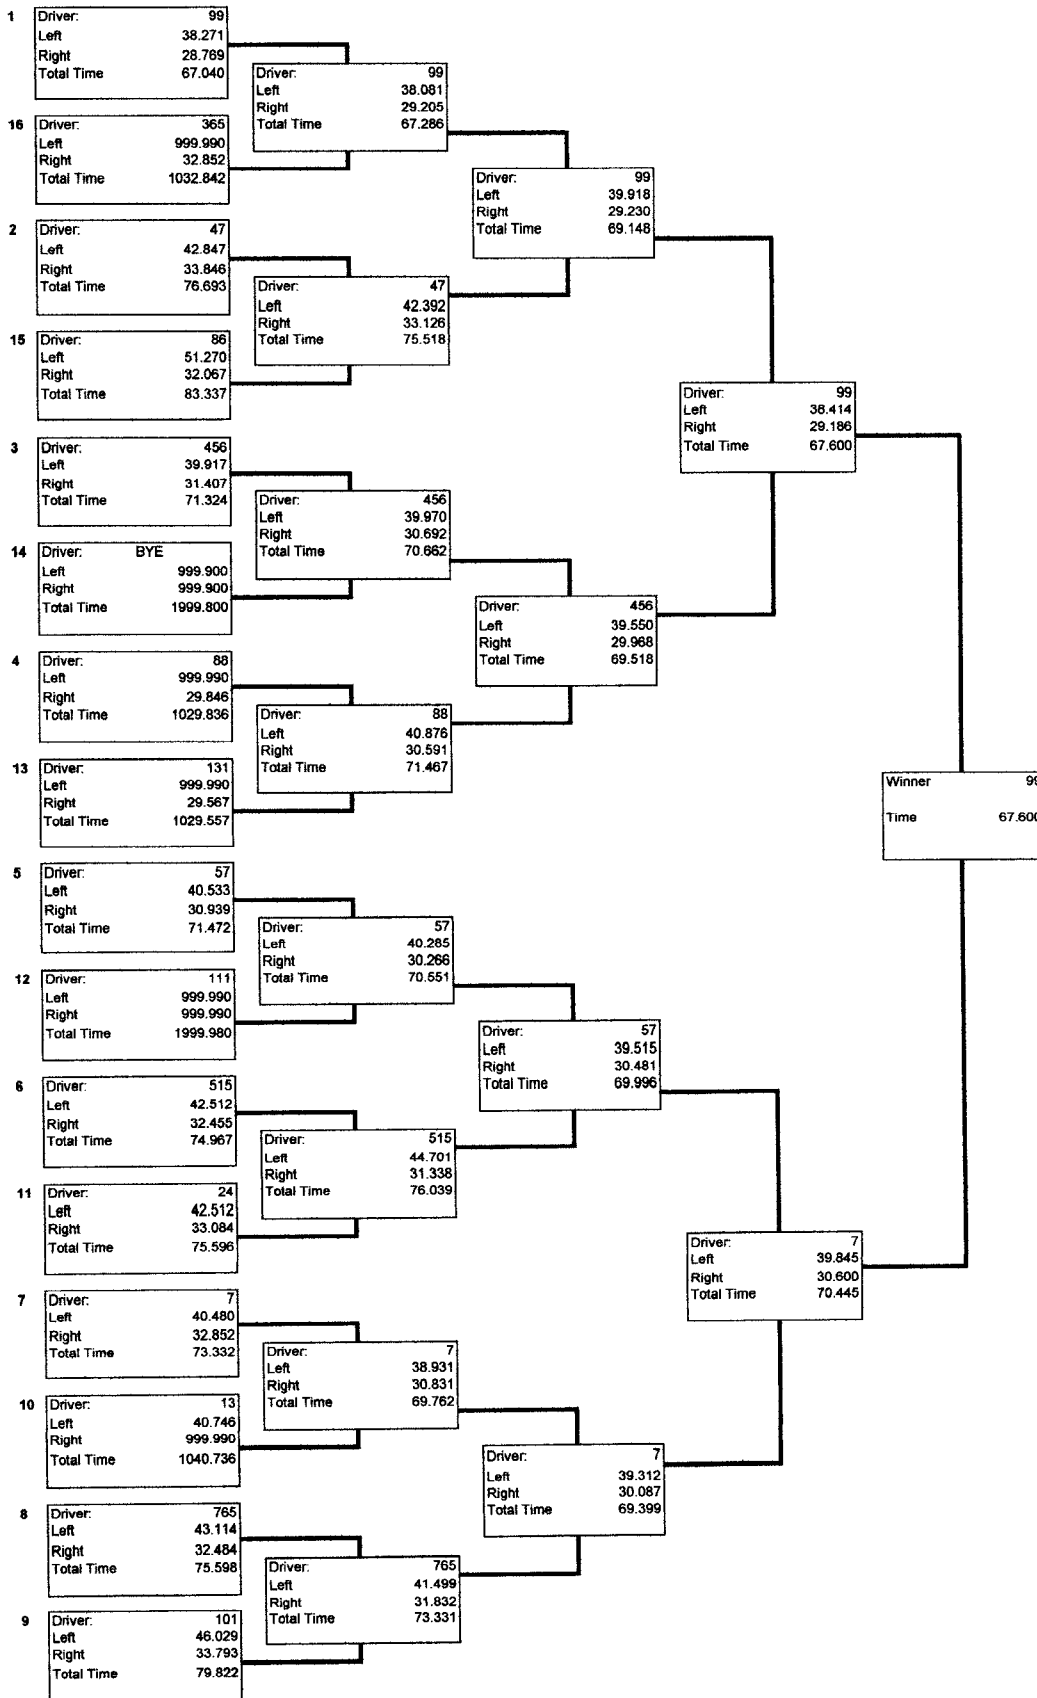 1
Driver: 99
Left 38.271
Right 28.769
Total Time 67.040
16
Driver: 365
Left 999.990
Right 32.852
Total Time 1032.842
Driver: 99
Left 38.081
Right 29.205
Total Time 67.286
2
Driver: 47
Left 42.847
Right 33.846
Total Time 76.693
15
Driver: 86
Left 51.270
Right 32.067
Total Time 83.337
Driver: 47
Left 42.392
Right 33.126
Total Time 75.518
Driver: 99
Left 39.918
Right 29.230
Total Time 69.148
3
Driver: 456
Left 39.917
Right 31.407
Total Time 71.324
14
Driver: BYE
Left 999.900
Right 999.900
Total Time 1999.800
Driver: 456
Left 39.970
Right 30.692
Total Time 70.662
4
Driver: 88
Left 999.990
Right 29.846
Total Time 1029.836
13
Driver: 131
Left 999.990
Right 29.567
Total Time 1029.557
Driver: 88
Left 40.876
Right 30.591
Total Time 71.467
Driver: 456
Left 39.550
Right 29.968
Total Time 69.518
Driver: 99
Left 38.414
Right 29.186
Total Time 67.600
5
Driver: 57
Left 40.533
Right 30.939
Total Time 71.472
12
Driver: 111
Left 999.990
Right 999.990
Total Time 1999.980
Driver: 57
Left 40.285
Right 30.266
Total Time 70.551
6
Driver: 515
Left 42.512
Right 32.455
Total Time 74.967
11
Driver: 24
Left 42.512
Right 33.084
Total Time 75.596
Driver: 515
Left 44.701
Right 31.338
Total Time 76.039
Driver: 57
Left 39.515
Right 30.481
Total Time 69.996
7
Driver: 7
Left 40.480
Right 32.852
Total Time 73.332
10
Driver: 13
Left 40.746
Right 999.990
Total Time 1040.736
Driver: 7
Left 38.931
Right 30.831
Total Time 69.762
8
Driver: 765
Left 43.114
Right 32.484
Total Time 75.598
9
Driver: 101
Left 46.029
Right 33.793
Total Time 79.822
Driver: 765
Left 41.499
Right 31.832
Total Time 73.331
Driver: 7
Left 39.312
Right 30.087
Total Time 69.399
Driver: 7
Left 39.845
Right 30.600
Total Time 70.445
Winner 99
Time 67.600